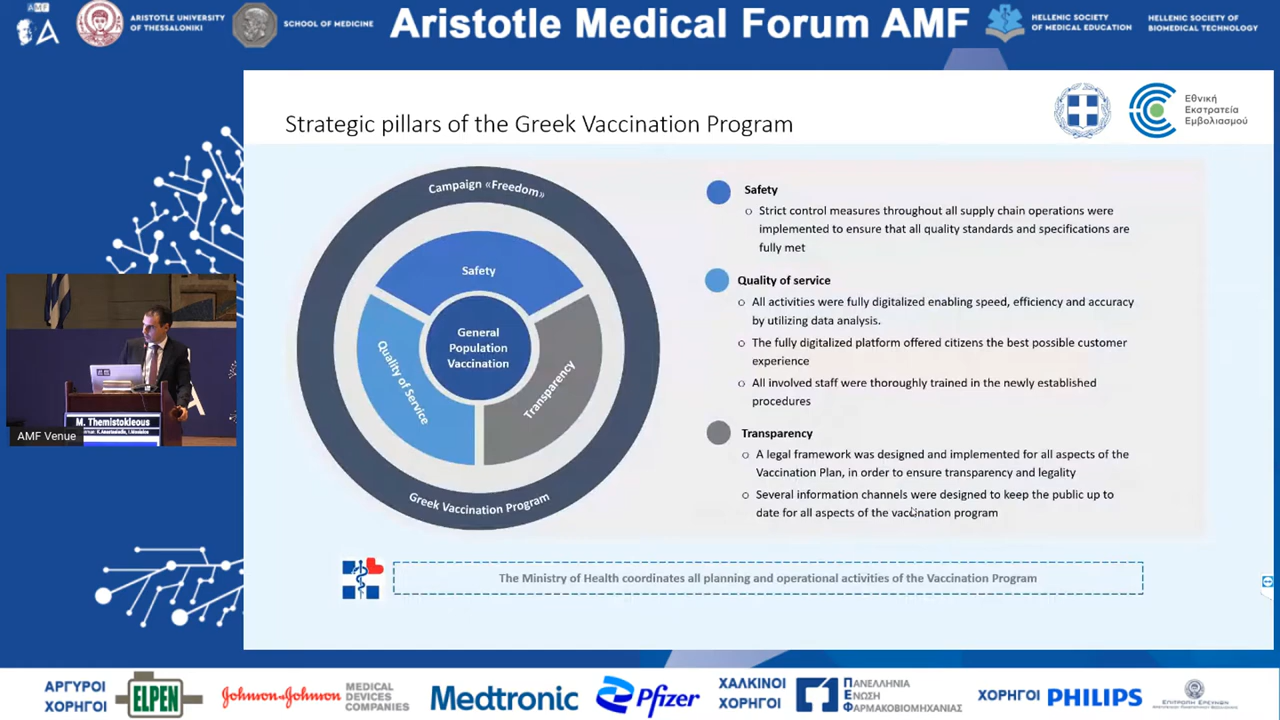 AMF
ARISTOTLE UNIVERSITY
OF THESSALONIKI
SCHOOL OF MEDICINE
Aristotle Medical Forum AMF
HELLENIC SOCIETY
OF MEDICAL EDUCATION
HELLENIC SOCIETY OF
BIOMEDICAL TECHNOLOGY
Strategic pillars of the Greek Vaccination Program
Εθνική
Εκστρατεία
Εμβολιασμού
Campaign «Freedom»
Safety
Quality of Service
Transparency
General
Population
Vaccination
Greek Vaccination Program
Safety
o Strict control measures throughout all supply chain operations were
implemented to ensure that all quality standards and specifications are
fully met
Quality of service
o All activities were fully digitalized enabling speed, efficiency and accuracy
by utilizing data analysis.
o The fully digitalized platform offered citizens the best possible customer
experience
o All involved staff were thoroughly trained in the newly established
procedures
Transparency
o A legal framework was designed and implemented for all aspects of the
Vaccination Plan, in order to ensure transparency and legality
o Several information channels were designed to keep the public up to
date for all aspects of the vaccination program
The Ministry of Health coordinates all planning and operational activities of the Vaccination Program
M. Themistokleous
AMF Venue
ΑΡΓΥΡΟΙ
ΧΟΡΗΓΟΙ
ELPEN
Johnson & Johnson
MEDICAL
DEVICES
COMPANIES
Medtronic
Pfizer
ΧΑΛΚΙΝΟΙ
ΧΟΡΗΓΟΙ
ΠΑΝΕΛΛΗΝΙΑ
ΕΝΩΣΗ
ΦΑΡΜΑΚΟΒΙΟΜΗΧΑΝΙΑΣ
ΧΟΡΗΓΟΙ
PHILIPS
ΕΠΙΤΡΟΠΗ ΕΡΕΥΝΩΝ